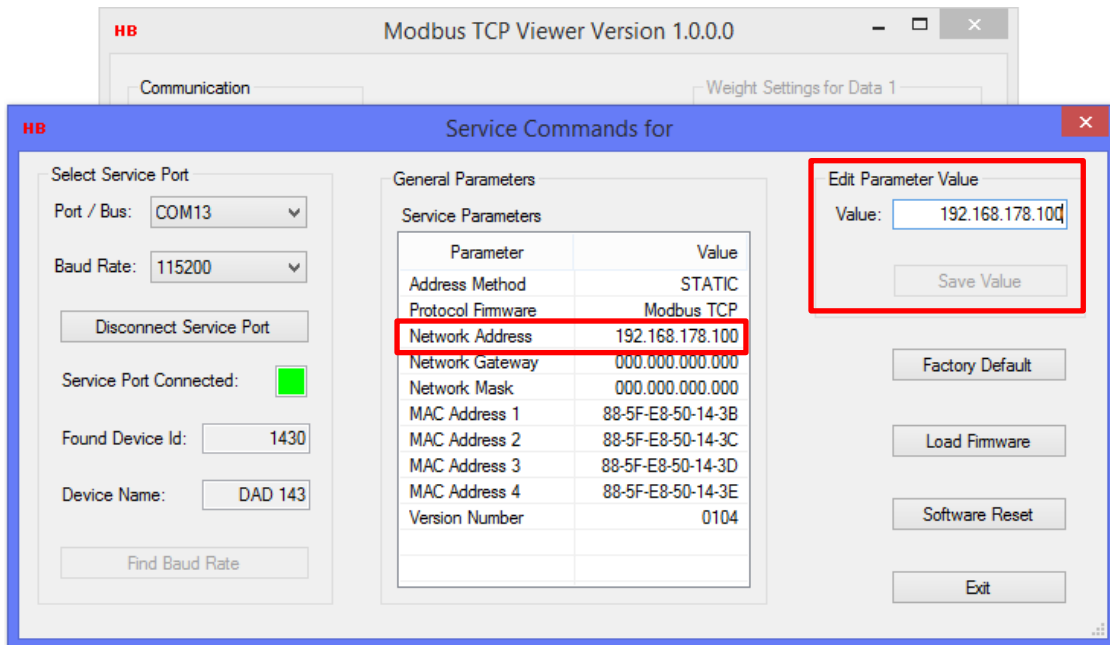 HB Modbus TCP Viewer Version 1.0.0.0
Communication
Weight Settings for Data 1
HB Service Commands for
Select Service Port
Port / Bus: COM13
Baud Rate: 115200
Disconnect Service Port
Service Port Connected:
Found Device Id: 1430
Device Name: DAD 143
Find Baud Rate
General Parameters
Service Parameters
Parameter Value
Address Method STATIC
Protocol Firmware Modbus TCP
Network Address 192.168.178.100
Network Gateway 000.000.000.000
Network Mask 000.000.000.000
MAC Address 1 88-5F-E8-50-14-3B
MAC Address 2 88-5F-E8-50-14-3C
MAC Address 3 88-5F-E8-50-14-3D
MAC Address 4 88-5F-E8-50-14-3E
Version Number 0104
Edit Parameter Value
Value: 192.168.178.100
Save Value
Factory Default
Load Firmware
Software Reset
Exit